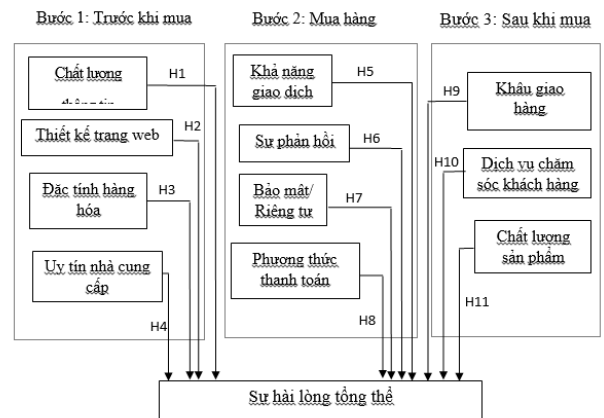 Bước 1: Trước khi mua
Chất lượng
H1
Thiết kế trang web
H2
Đặc tính hàng
hóa
H3
Uy tín nhà cung
cấp
H4
Bước 2: Mua hàng
Khả năng
giao dịch
H5
Sự phản hồi
H6
Bảo mật/
Riêng tư
H7
Phương thức
thanh toán
H8
Bước 3: Sau khi mua
H9
Khâu giao
hàng
H10
Dịch vụ chăm
sóc khách hàng
Chất lượng
sản phẩm
H11
Sự hài lòng tổng thể